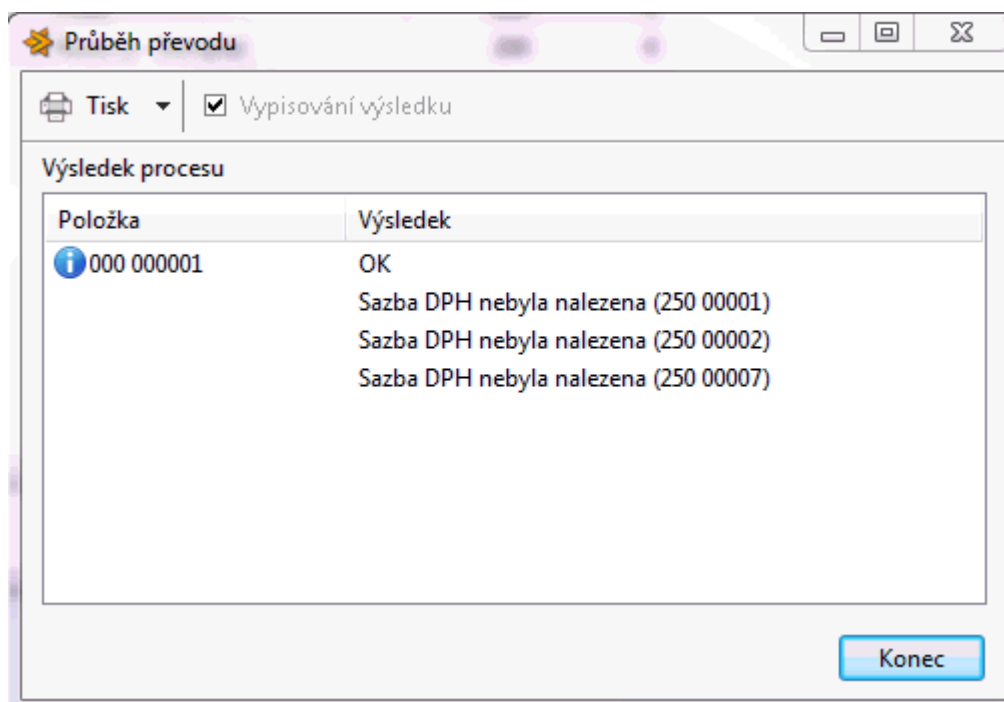 Průběh převodu
Tisk Vypisování výsledku
Výsledek procesu
Položka Výsledek
000 000001 OK
Sazba DPH nebyla nalezena (250 00001)
Sazba DPH nebyla nalezena (250 00002)
Sazba DPH nebyla nalezena (250 00007)
Konec